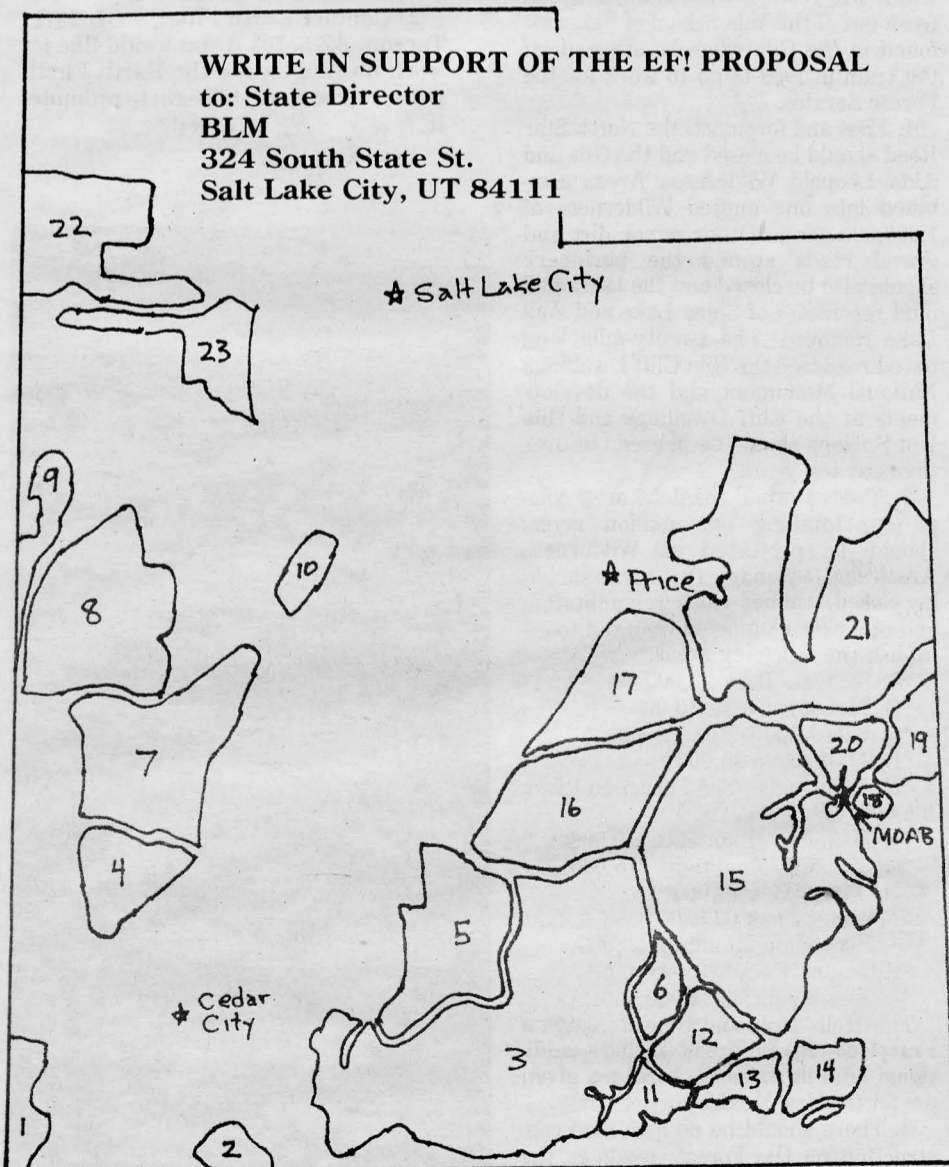 WRITE IN SUPPORT OF THE EF! PROPOSAL
to: State Director
BLM
324 South State St.
Salt Lake City, UT 84111
22
Salt Lake City
23
9
10
8
Price
21
17
7
20
19
18
16
MOAB
4
15
5
6
Cedar
City
12
3
14
13
11
1
2